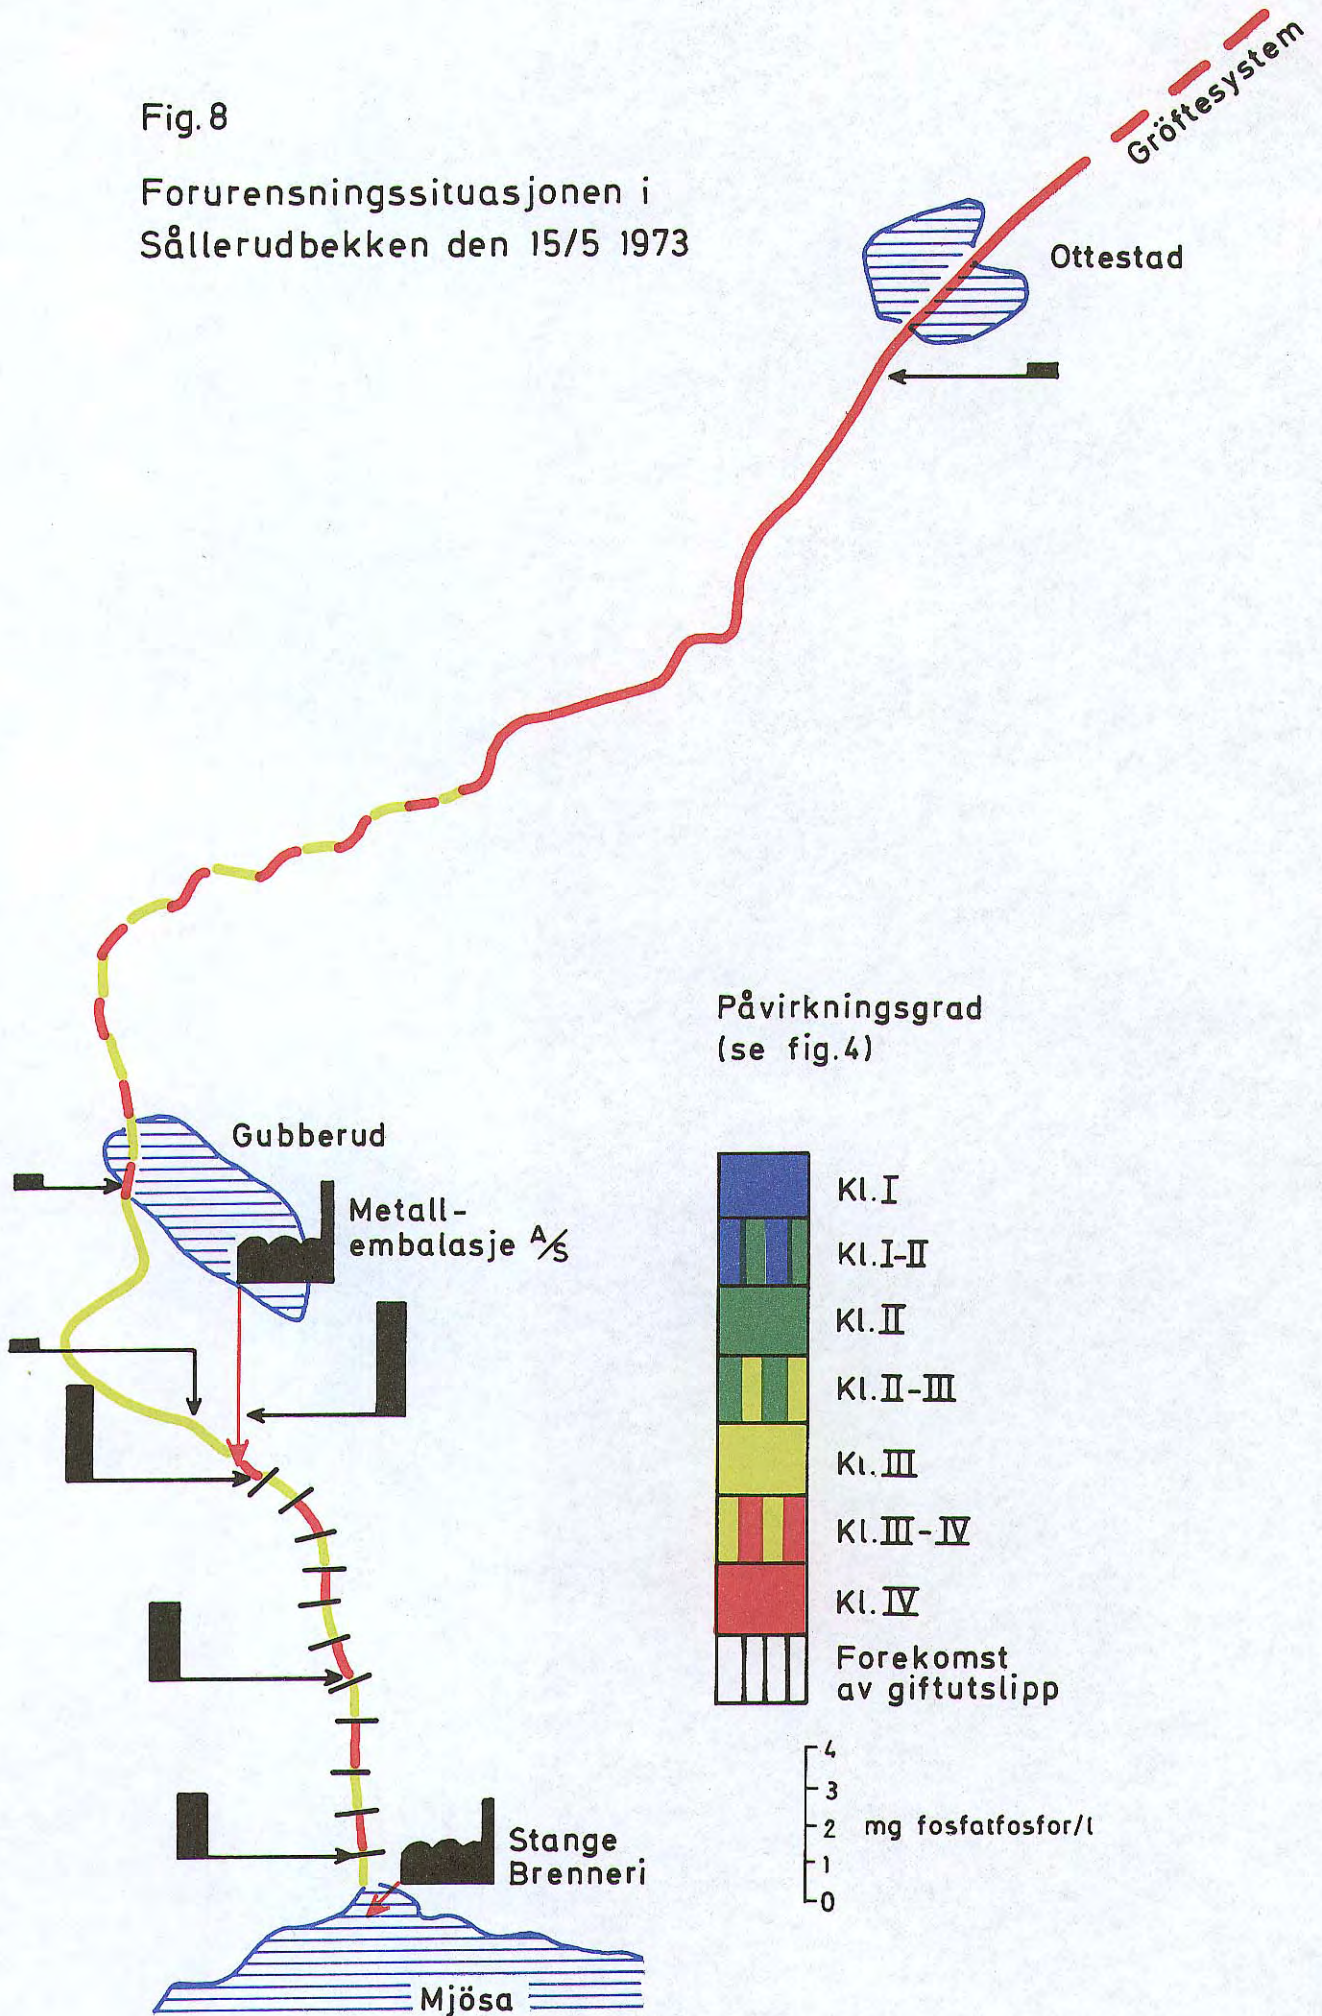 Fig. 8
Forurensningssituasjonen i
Sållerudbekken den 15/5 1973
Gröftesystem
Ottestad
Påvirkningsgrad
(se fig.4)
Gubberud
Metall-
embalasje A/S
Kl. I
Kl. I-II
Kl. II
Kl. II-III
Kl. III
Kl. III-IV
Kl. IV
Forekomst
av giftutslipp
4
3
2 mg fosfatfosfor/l
1
0
Stange
Brenneri
Mjösa